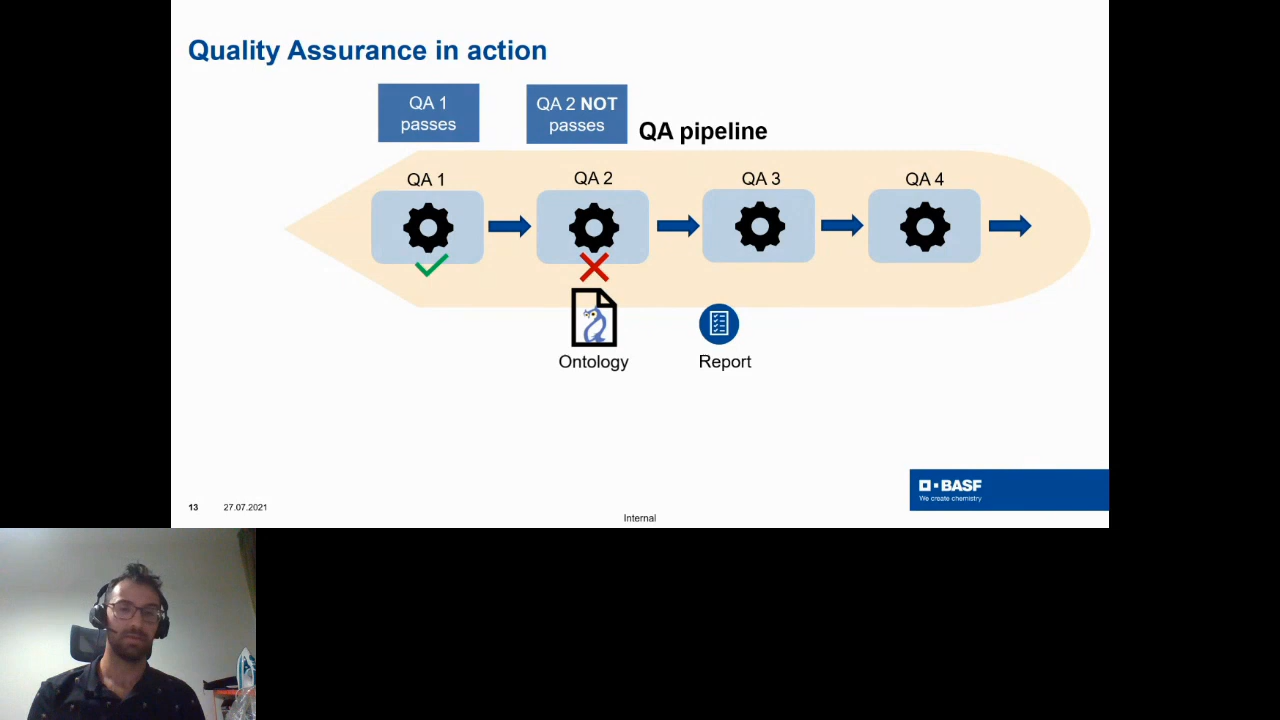 Quality Assurance in action
QA 1
passes
QA 2 NOT
passes
QA pipeline
QA 1
QA 2
QA 3
QA 4
Ontology
Report
BASF
We create chemistry
13
27.07.2021
Internal